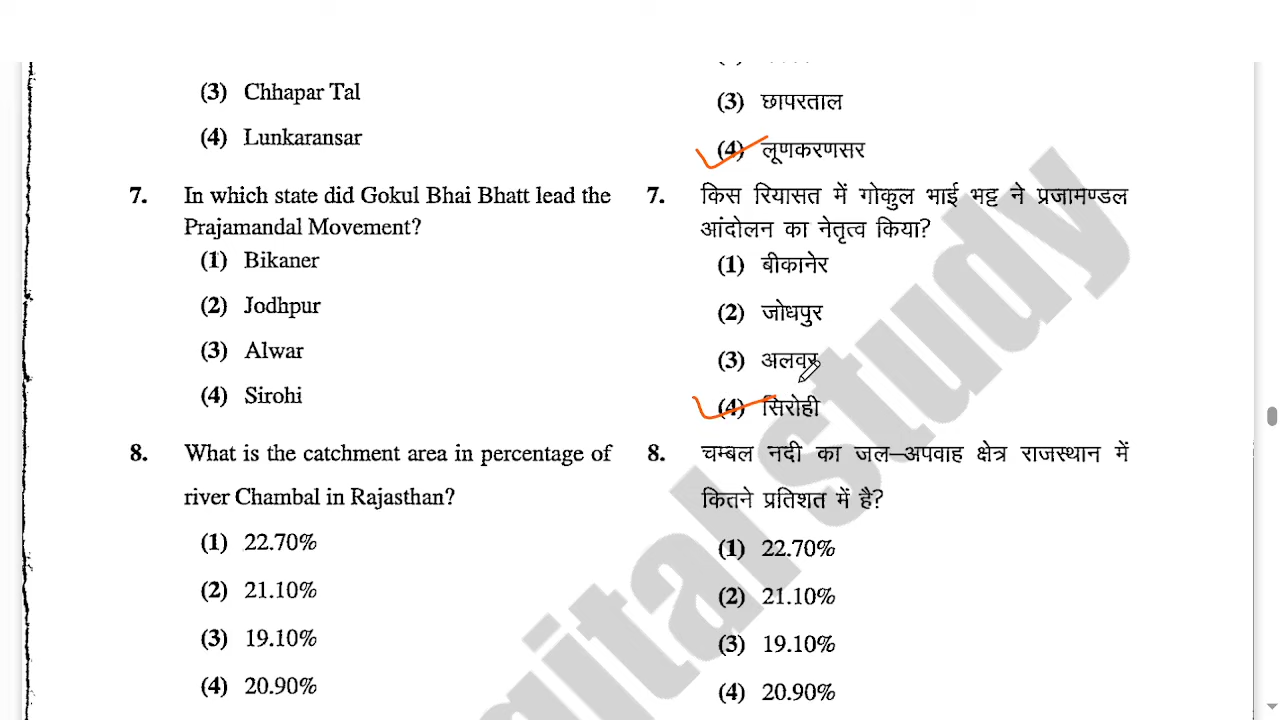 (3) Chhapar Tal
(4) Lunkaransar
7. In which state did Gokul Bhai Bhatt lead the
Prajamandal Movement?
(1) Bikaner
(2) Jodhpur
(3) Alwar
(4) Sirohi
8. What is the catchment area in percentage of
river Chambal in Rajasthan?
(1) 22.70%
(2) 21.10%
(3) 19.10%
(4) 20.90%
(3) छापरताल
(4) लूणकरणसर
7. किस रियासत में गोकुल भाई भट्ट ने प्रजामण्डल
आंदोलन का नेतृत्व किया?
(1) बीकानेर
(2) जोधपुर
(3) अलवर
(4) सिरोही
8. चम्बल नदी का जल–अपवाह क्षेत्र राजस्थान में
कितने प्रतिशत में है?
(1) 22.70%
(2) 21.10%
(3) 19.10%
(4) 20.90%
gital study